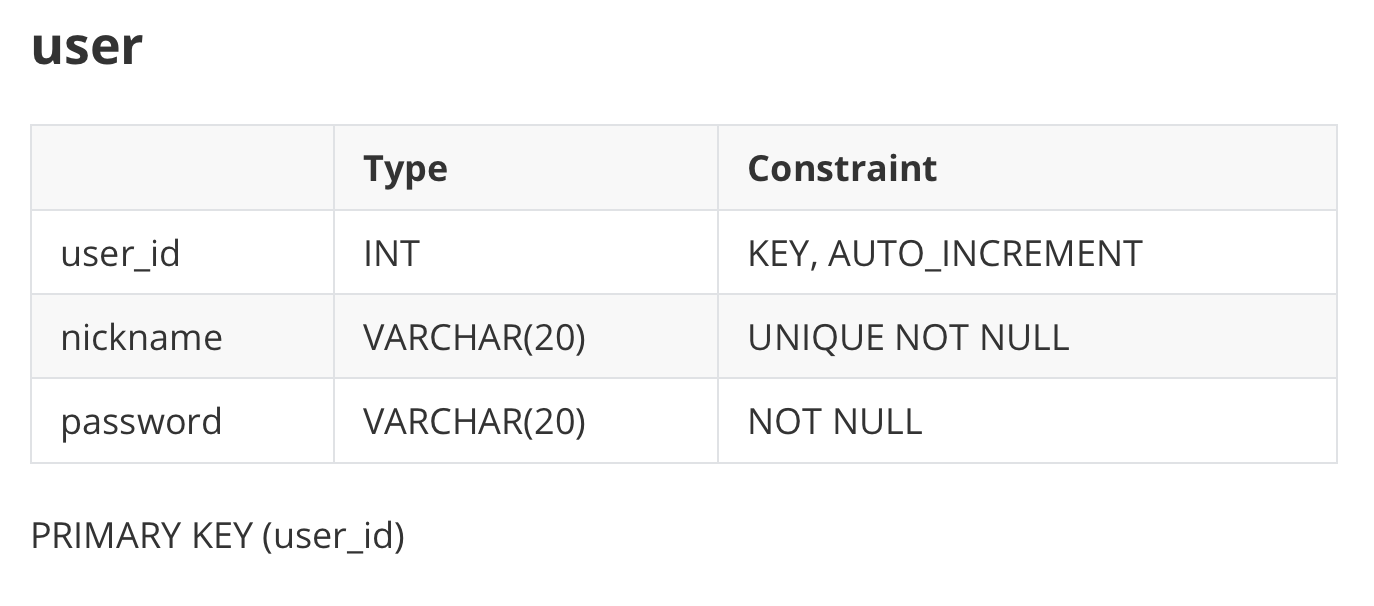 user
Type Constraint
user_id INT KEY, AUTO_INCREMENT
nickname VARCHAR(20) UNIQUE NOT NULL
password VARCHAR(20) NOT NULL
PRIMARY KEY (user_id)